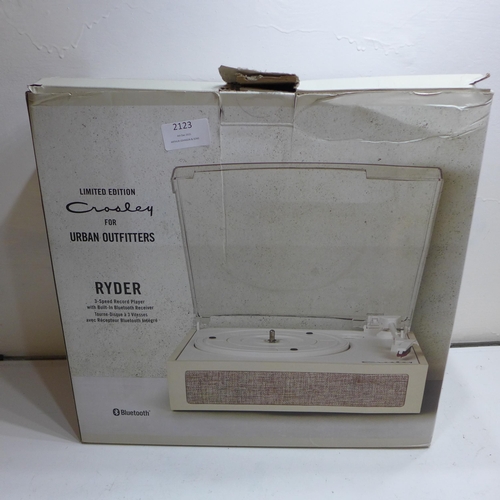 2123
LIMITED EDITION
Crosley
FOR
URBAN OUTFITTERS
RYDER
3-Speed Record Player
with Built-in Bluetooth Receiver
Tourne-Disque à 3 Vitesses
avec Récepteur Bluetooth Intégré
Bluetooth